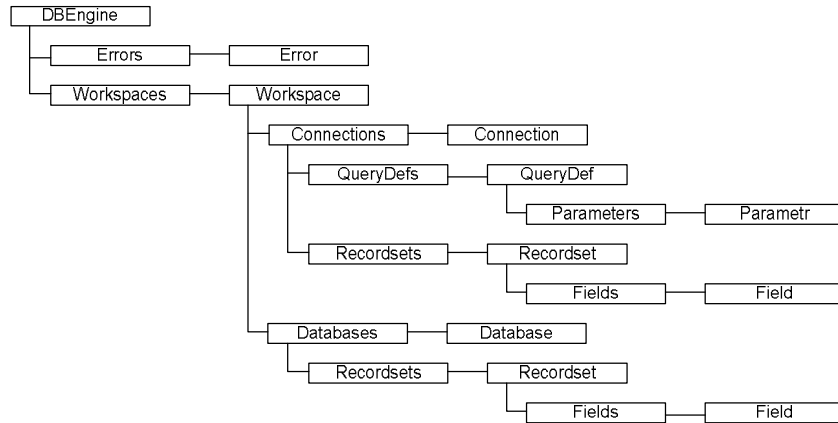 DBEngine
Errors Error
Workspaces Workspace
Connections Connection
QueryDefs QueryDef
Parameters Parametr
Recordsets Recordset
Fields Field
Databases Database
Recordsets Recordset
Fields Field